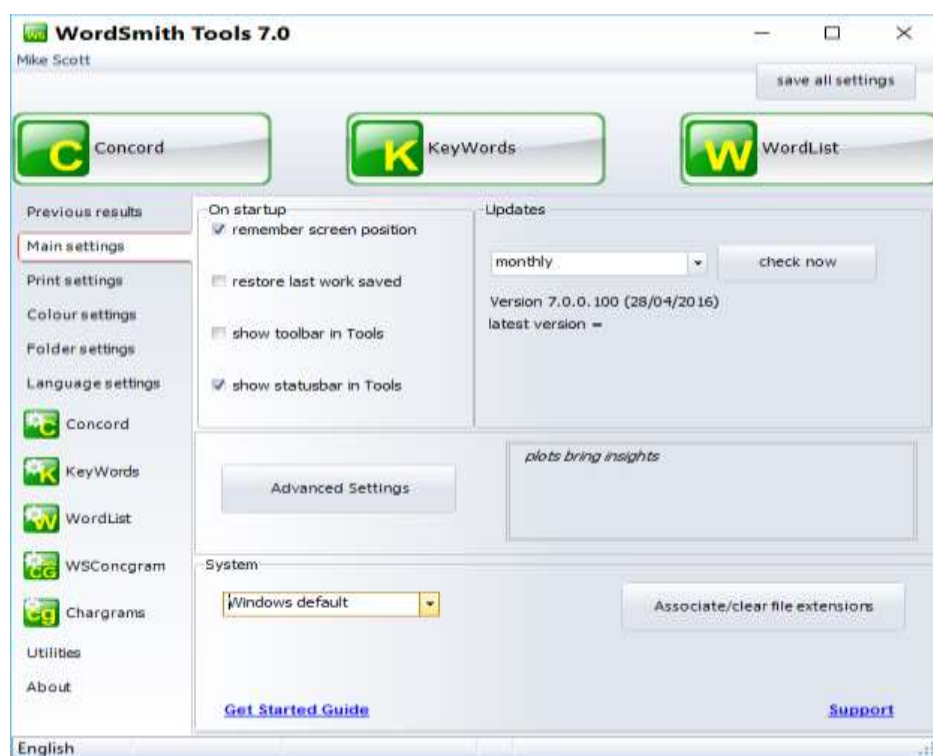 WS WordSmith Tools 7.0
Mike Scott
save all settings
C Concord
K KeyWords
W WordList
Previous results
Main settings
Print settings
Colour settings
Folder settings
Language settings
C Concord
K KeyWords
W WordList
CG WSConcgram
Cg Chargrams
Utilities
About
On startup
remember screen position
restore last work saved
show toolbar in Tools
show statusbar in Tools
Updates
monthly
check now
Version 7.0.0.100 (28/04/2016)
latest version =
Advanced Settings
plots bring insights
System
Windows default
Associate/clear file extensions
Get Started Guide
Support
English